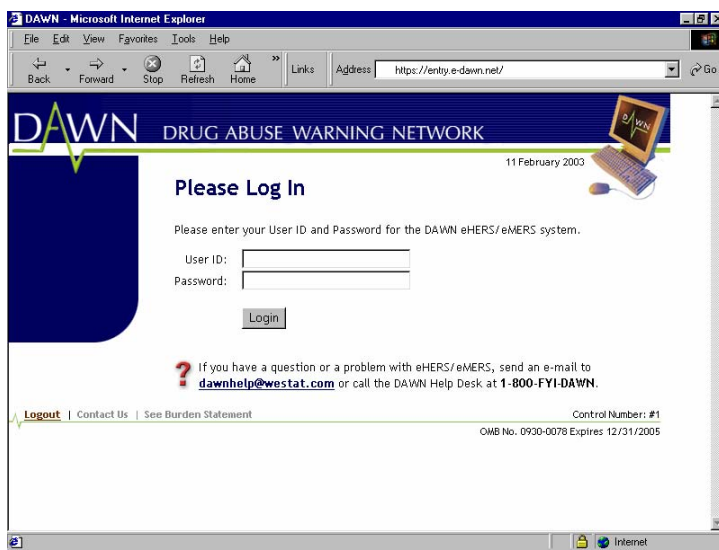 DAWN - Microsoft Internet Explorer
File Edit View Favorites Tools Help
Back Forward Stop Refresh Home » Links Address https://entry.e-dawn.net/ Go
DAWN DRUG ABUSE WARNING NETWORK
DAWN
11 February 2003
Please Log In
Please enter your User ID and Password for the DAWN eHERS/eMERS system.
User ID:
Password:
Login
? If you have a question or a problem with eHERS/eMERS, send an e-mail to
dawnhelp@westat.com or call the DAWN Help Desk at 1-800-FYI-DAWN.
Logout | Contact Us | See Burden Statement Control Number: #1
OMB No. 0930-0078 Expires 12/31/2005
Internet